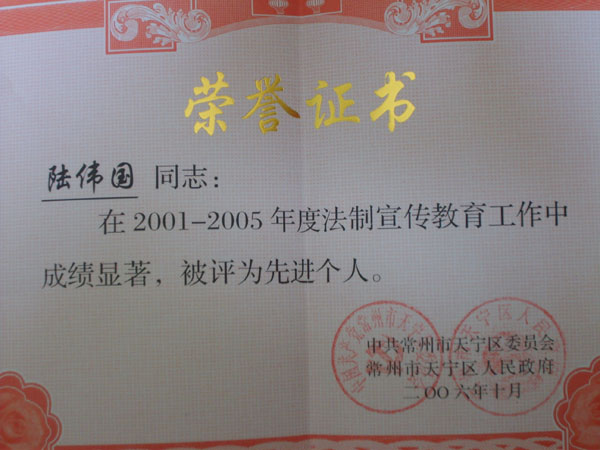 荣誉证书
陆伟国 同志：
在 2001-2005 年度法制宣传教育工作中
成绩显著，被评为先进个人。
中共常州市天宁区委员会
常州市天宁区人民政府
二〇〇六年十月